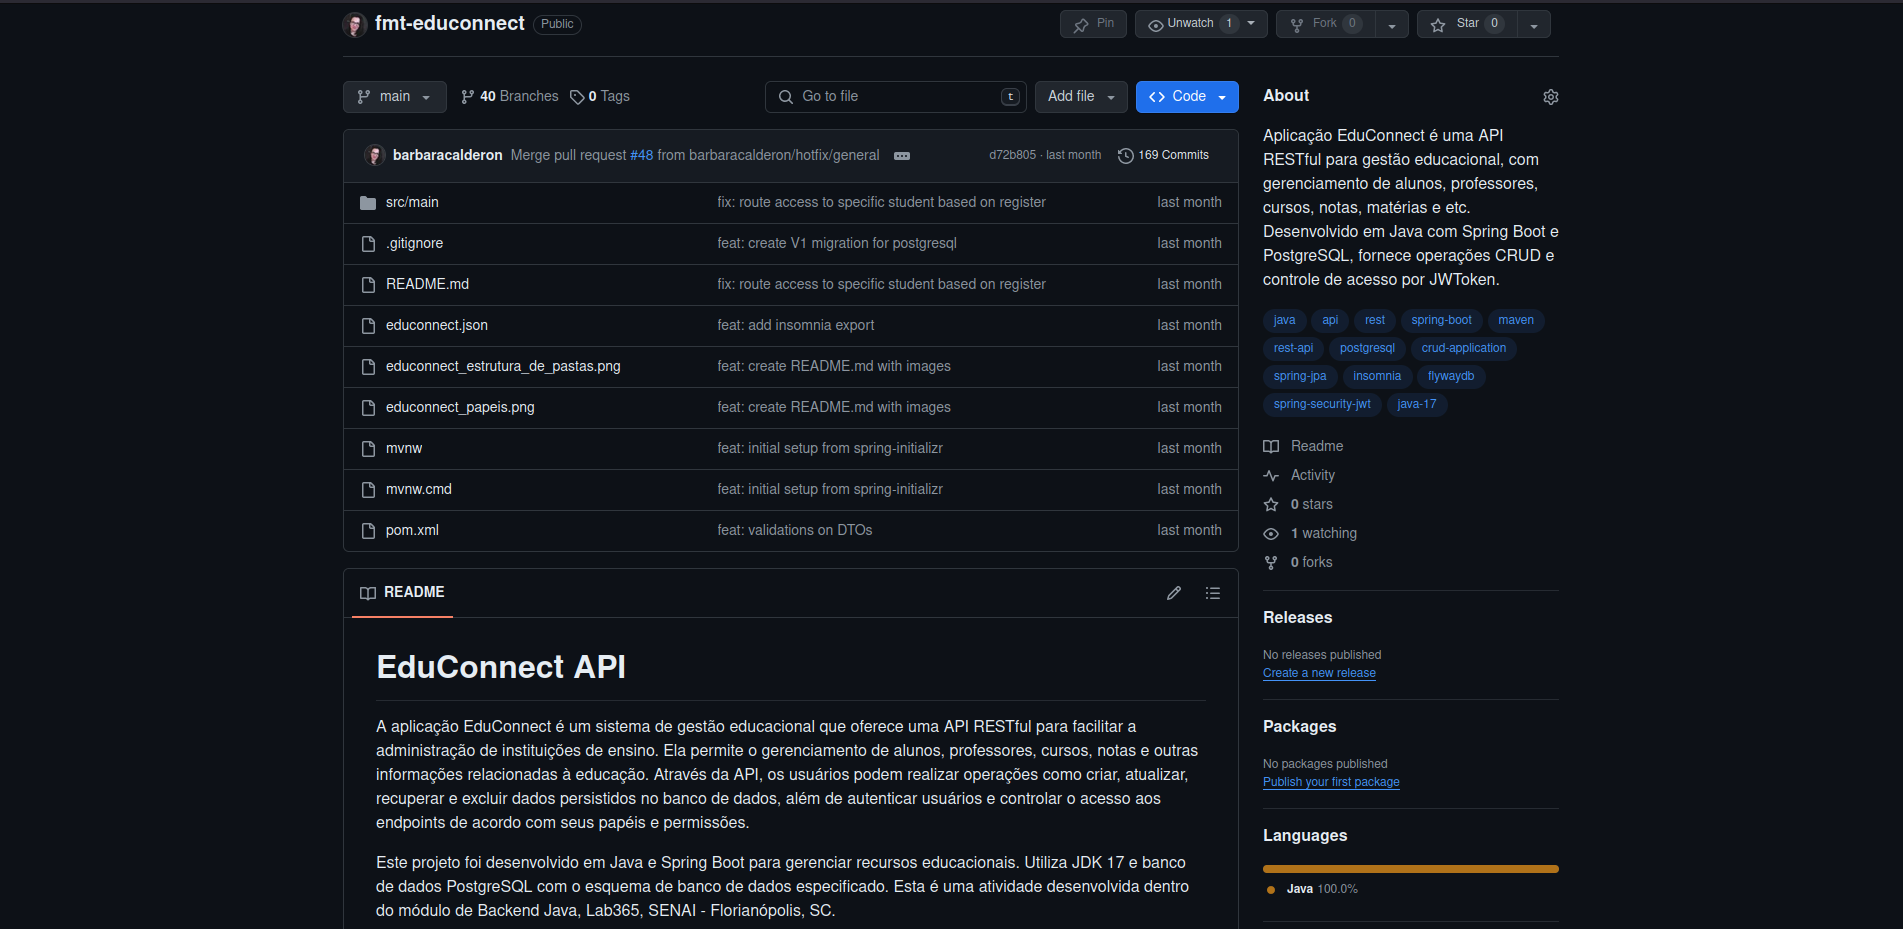 fmt-educonnect Public Pin Unwatch 1 Fork 0 Star 0
main 40 Branches 0 Tags Go to file t Add file Code
barbaracalderon Merge pull request #48 from barbaracalderon/hotfix/general d72b805 · last month 169 Commits
src/main fix: route access to specific student based on register last month
.gitignore feat: create V1 migration for postgresql last month
README.md fix: route access to specific student based on register last month
educonnect.json feat: add insomnia export last month
educonnect_estrutura_de_pastas.png feat: create README.md with images last month
educonnect_papeis.png feat: create README.md with images last month
mvnw feat: initial setup from spring-initializr last month
mvnw.cmd feat: initial setup from spring-initializr last month
pom.xml feat: validations on DTOs last month
README
EduConnect API
A aplicação EduConnect é um sistema de gestão educacional que oferece uma API RESTful para facilitar a
administração de instituições de ensino. Ela permite o gerenciamento de alunos, professores, cursos, notas e outras
informações relacionadas à educação. Através da API, os usuários podem realizar operações como criar, atualizar,
recuperar e excluir dados persistidos no banco de dados, além de autenticar usuários e controlar o acesso aos
endpoints de acordo com seus papéis e permissões.
Este projeto foi desenvolvido em Java e Spring Boot para gerenciar recursos educacionais. Utiliza JDK 17 e banco
de dados PostgreSQL com o esquema de banco de dados especificado. Esta é uma atividade desenvolvida dentro
do módulo de Backend Java, Lab365, SENAI - Florianópolis, SC.
About
Aplicação EduConnect é uma API
RESTful para gestão educacional, com
gerenciamento de alunos, professores,
cursos, notas, matérias e etc.
Desenvolvido em Java com Spring Boot e
PostgreSQL, fornece operações CRUD e
controle de acesso por JWToken.
java api rest spring-boot maven
rest-api postgresql crud-application
spring-jpa insomnia flywaydb
spring-security-jwt java-17
Readme
Activity
0 stars
1 watching
0 forks
Releases
No releases published
Create a new release
Packages
No packages published
Publish your first package
Languages
Java 100.0%